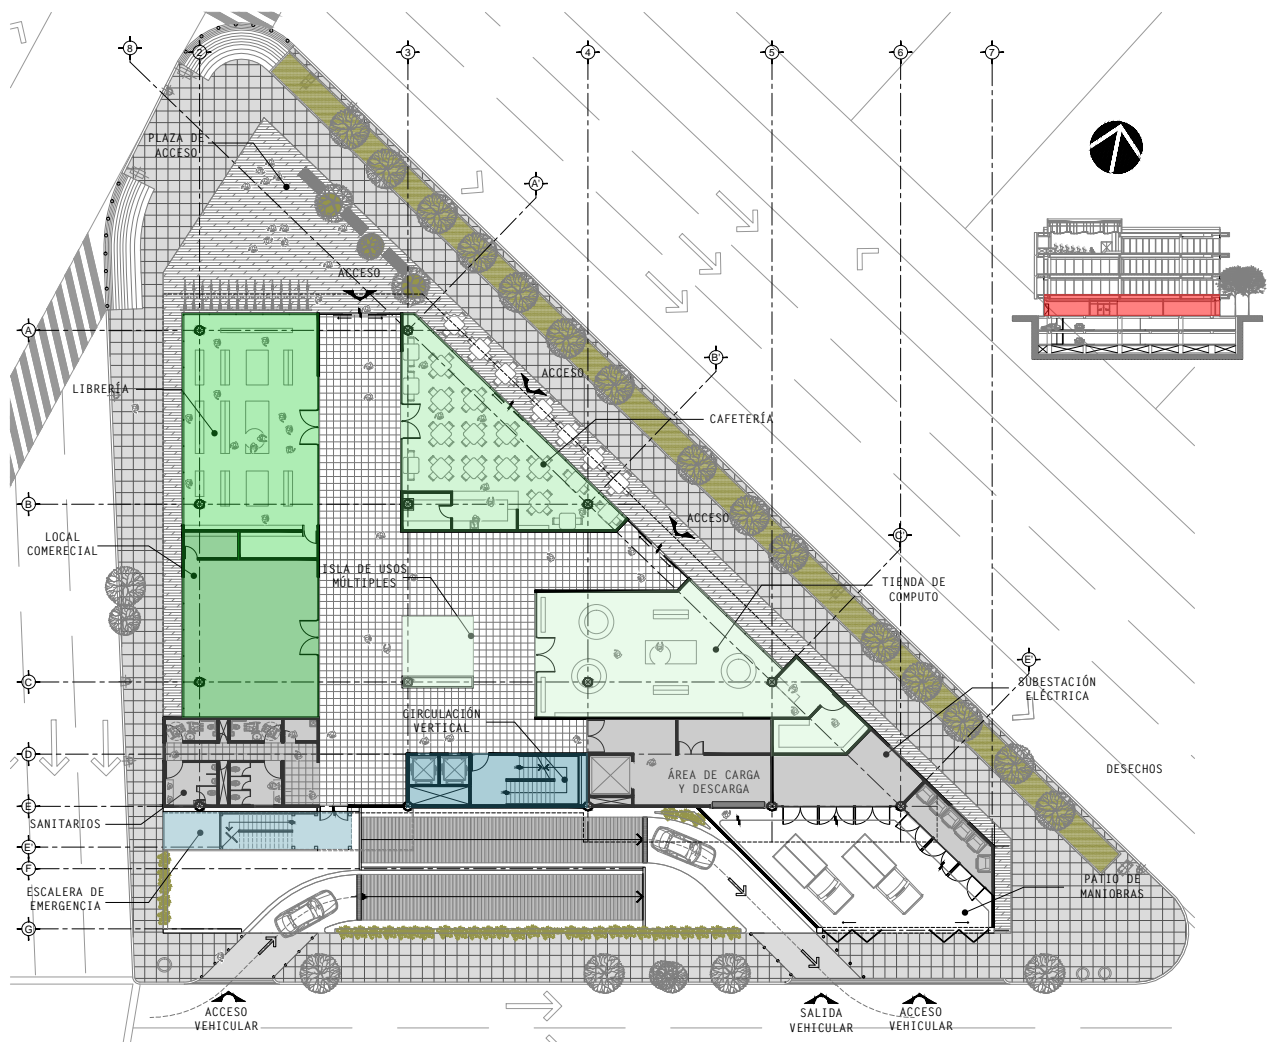 8
2
3
4
5
6
7
PLAZA DE
ACCESO
A'
ACCESO
A
B'
ACCESO
LIBRERÍA
CAFETERÍA
B
ACCESO
C'
LOCAL
COMERECIAL
ISLA DE USOS
MÚLTIPLES
TIENDA DE
COMPUTO
E'
C
SUBESTACIÓN
ELÉCTRICA
CIRCULACIÓN
VERTICAL
D
DESECHOS
ÁREA DE CARGA
Y DESCARGA
E
SANITARIOS
E'
F
PATIO DE
MANIOBRAS
ESCALERA DE
EMERGENCIA
G
ACCESO
VEHICULAR
SALIDA
VEHICULAR
ACCESO
VEHICULAR